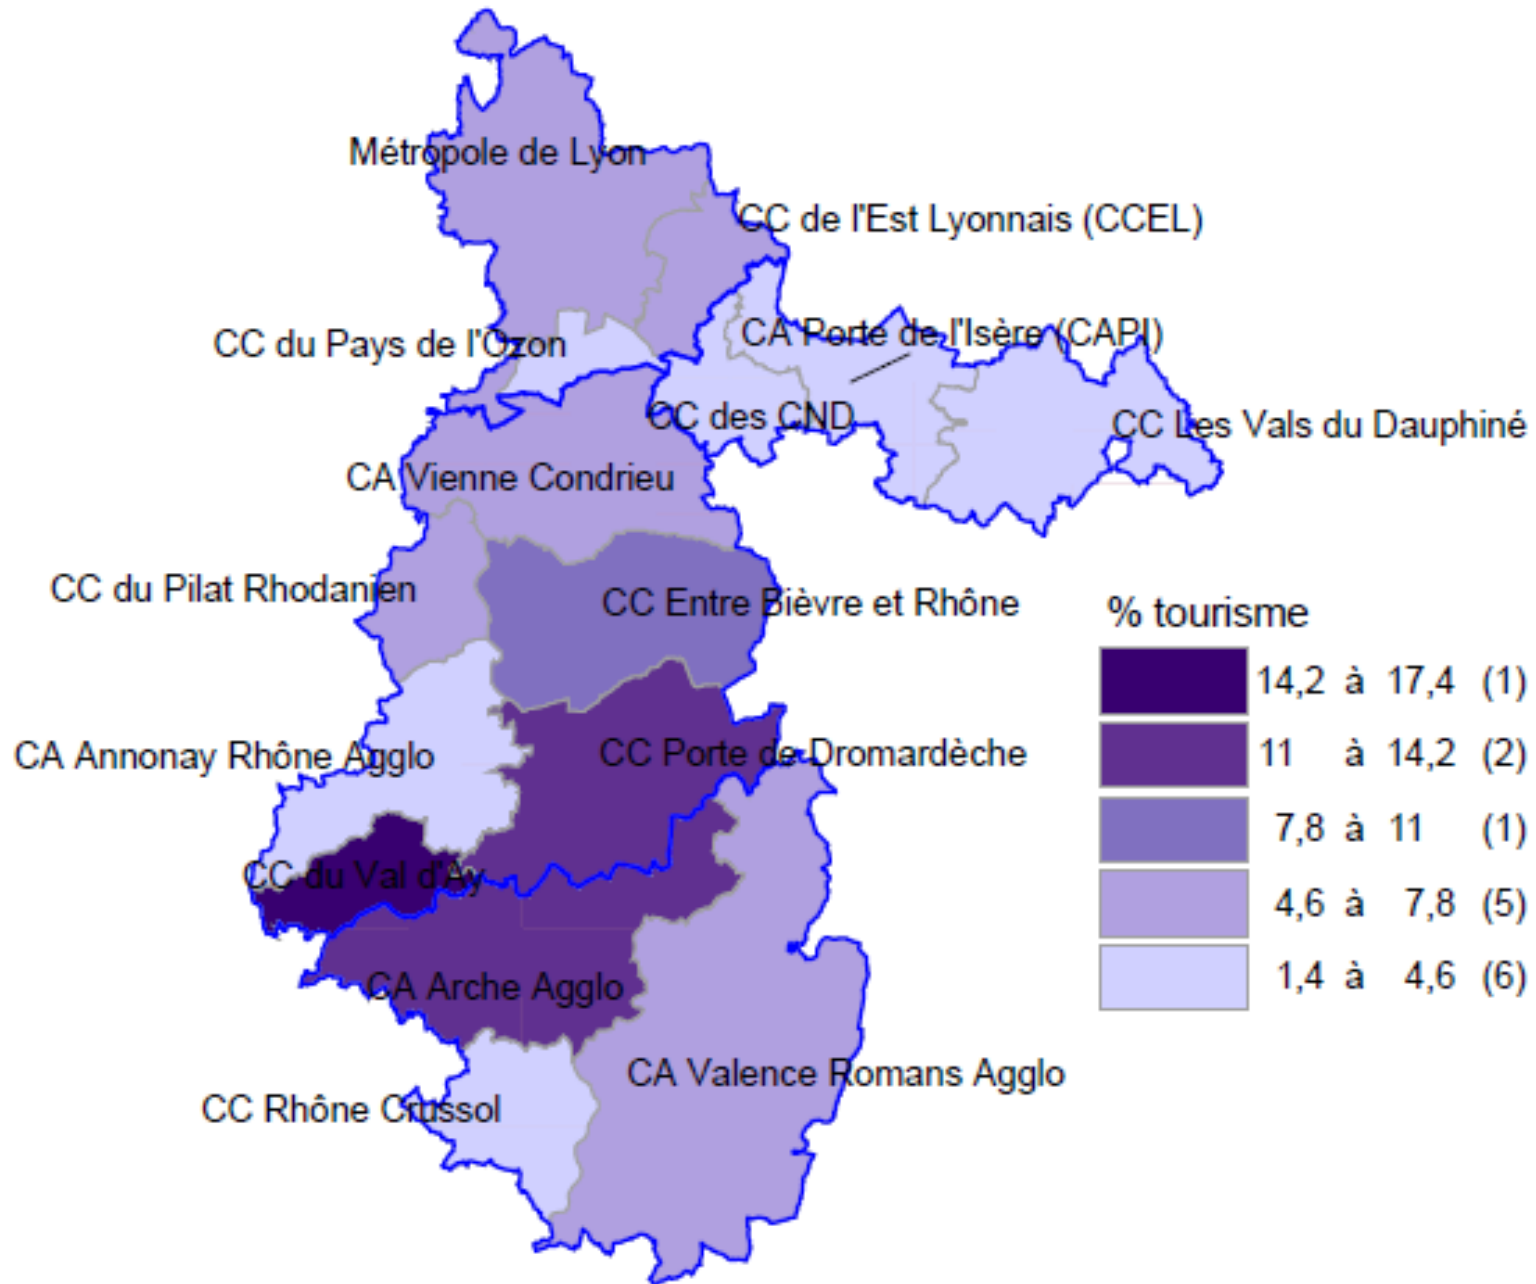 Métropole de Lyon
CC de l'Est Lyonnais (CCEL)
CC du Pays de l'Ozon
CA Porte de l'Isère (CAPI)
CC des CND
CC Les Vals du Dauphiné
CA Vienne Condrieu
CC du Pilat Rhodanien
CC Entre Bièvre et Rhône
CA Annonay Rhône Agglo
CC Porte de Dromardèche
CC du Val d'Ay
CA Arche Agglo
CA Valence Romans Agglo
CC Rhône Crussol
% tourisme
14,2 à 17,4 (1)
11 à 14,2 (2)
7,8 à 11 (1)
4,6 à 7,8 (5)
1,4 à 4,6 (6)